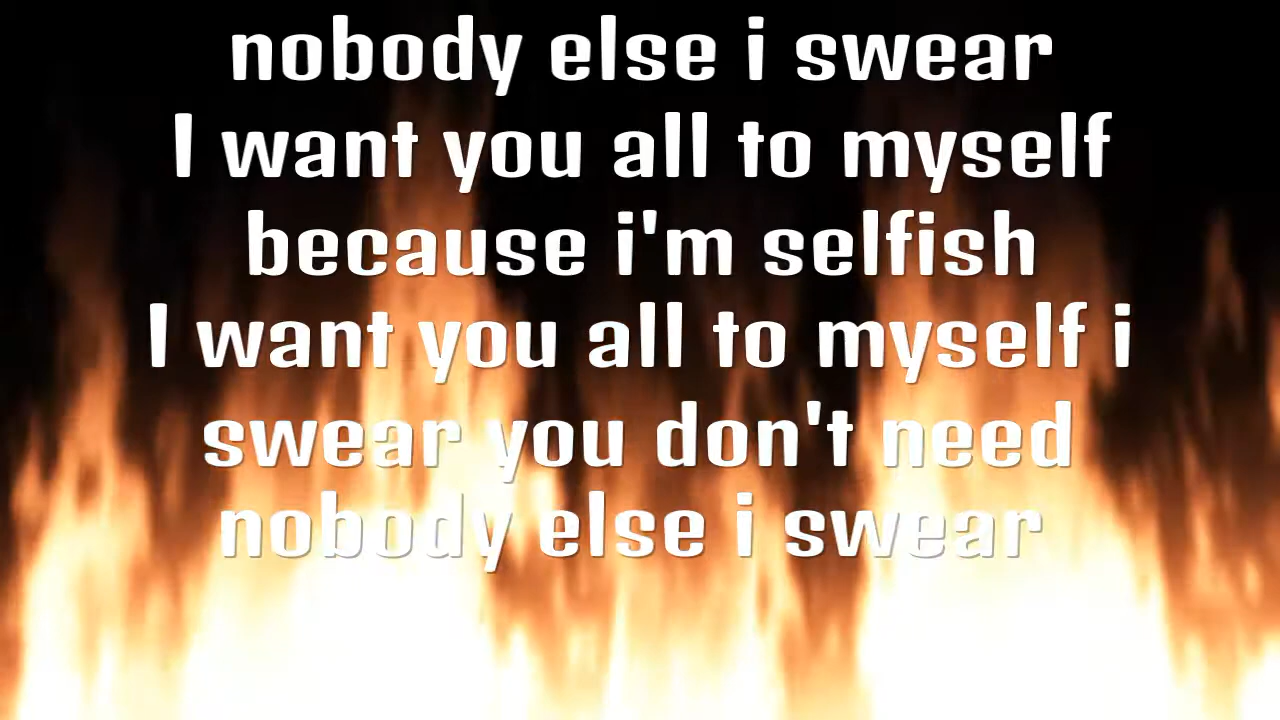 nobody else i swear
I want you all to myself
because i'm selfish
I want you all to myself i
swear you don't need
nobody else i swear